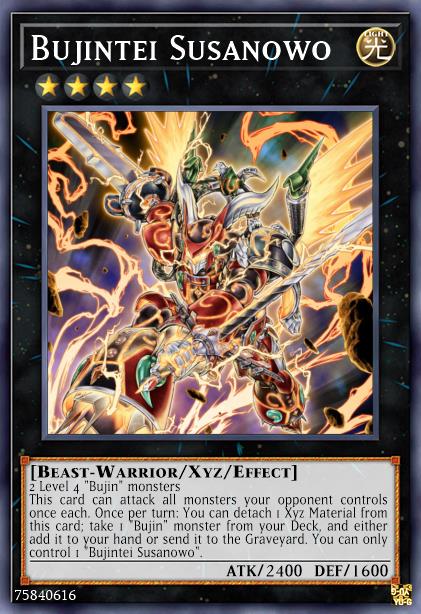 Bujintei Susanowo
LIGHT
光
[Beast-Warrior/Xyz/Effect]
2 Level 4 "Bujin" monsters
This card can attack all monsters your opponent controls
once each. Once per turn: You can detach 1 Xyz Material from
this card; take 1 "Bujin" monster from your Deck, and either
add it to your hand or send it to the Graveyard. You can only
control 1 "Bujintei Susanowo".
ATK/2400 DEF/1600
75840616